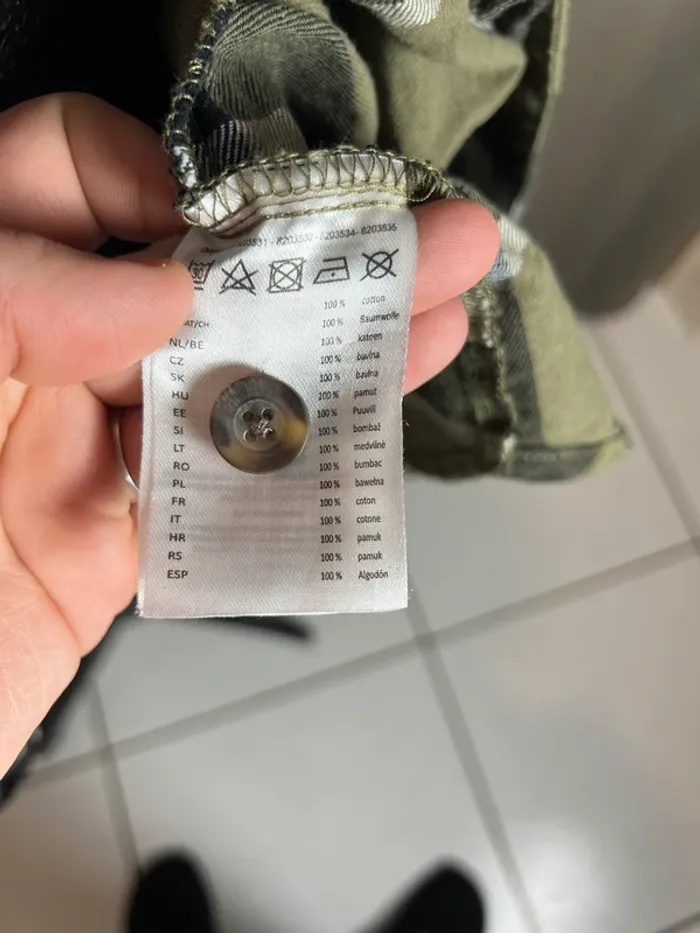 8203532 - 8203534- 8203535
100 % cotton
AT/CH 100 % Baumwolle
NL/BE 100 % katoen
CZ 100 % bavlna
SK 100 % bavlna
HU 100 % pamut
EE 100 % Puuvill
SI 100 % bombaž
LT 100 % medvilnė
RO 100 % bumbac
PL 100 % bawełna
FR 100 % coton
IT 100 % cotone
HR 100 % pamuk
RS 100 % pamuk
ESP 100 % Algodón